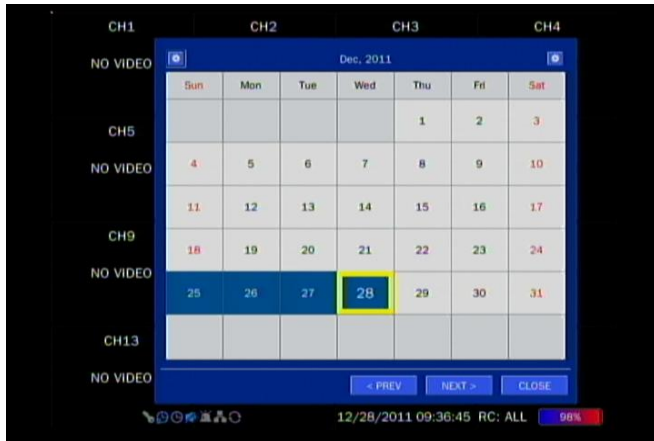 CH1 CH2 CH3 CH4
NO VIDEO
Dec, 2011
Sun Mon Tue Wed Thu Fri Sat
1 2 3
CH5
NO VIDEO
4 5 6 7 8 9 10
11 12 13 14 15 16 17
CH9
18 19 20 21 22 23 24
NO VIDEO
25 26 27 28 29 30 31
CH13
NO VIDEO
< PREV NEXT > CLOSE
12/28/2011 09:36:45 RC: ALL 98%